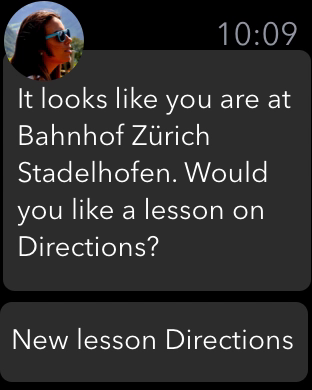 10:09
It looks like you are at
Bahnhof Zürich
Stadelhofen. Would
you like a lesson on
Directions?
New lesson Directions